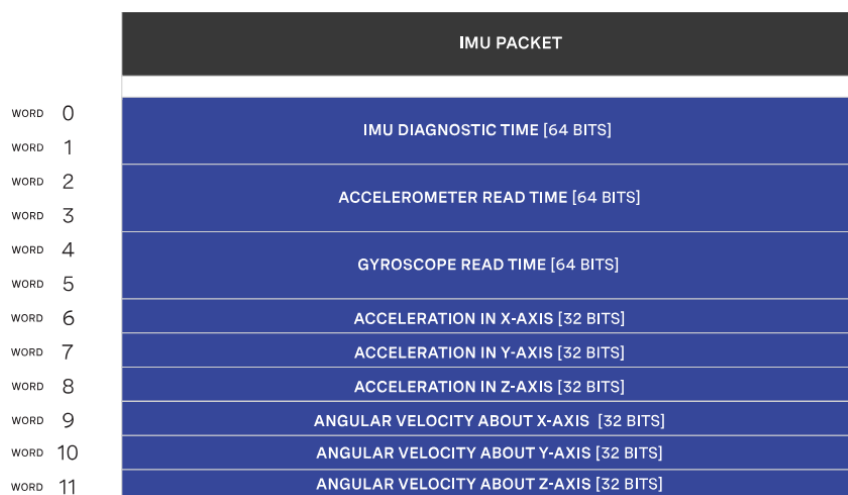 IMU PACKET
WORD 0
IMU DIAGNOSTIC TIME [64 BITS]
WORD 1
WORD 2
ACCELEROMETER READ TIME [64 BITS]
WORD 3
WORD 4
GYROSCOPE READ TIME [64 BITS]
WORD 5
WORD 6 ACCELERATION IN X-AXIS [32 BITS]
WORD 7 ACCELERATION IN Y-AXIS [32 BITS]
WORD 8 ACCELERATION IN Z-AXIS [32 BITS]
WORD 9 ANGULAR VELOCITY ABOUT X-AXIS [32 BITS]
WORD 10 ANGULAR VELOCITY ABOUT Y-AXIS [32 BITS]
WORD 11 ANGULAR VELOCITY ABOUT Z-AXIS [32 BITS]